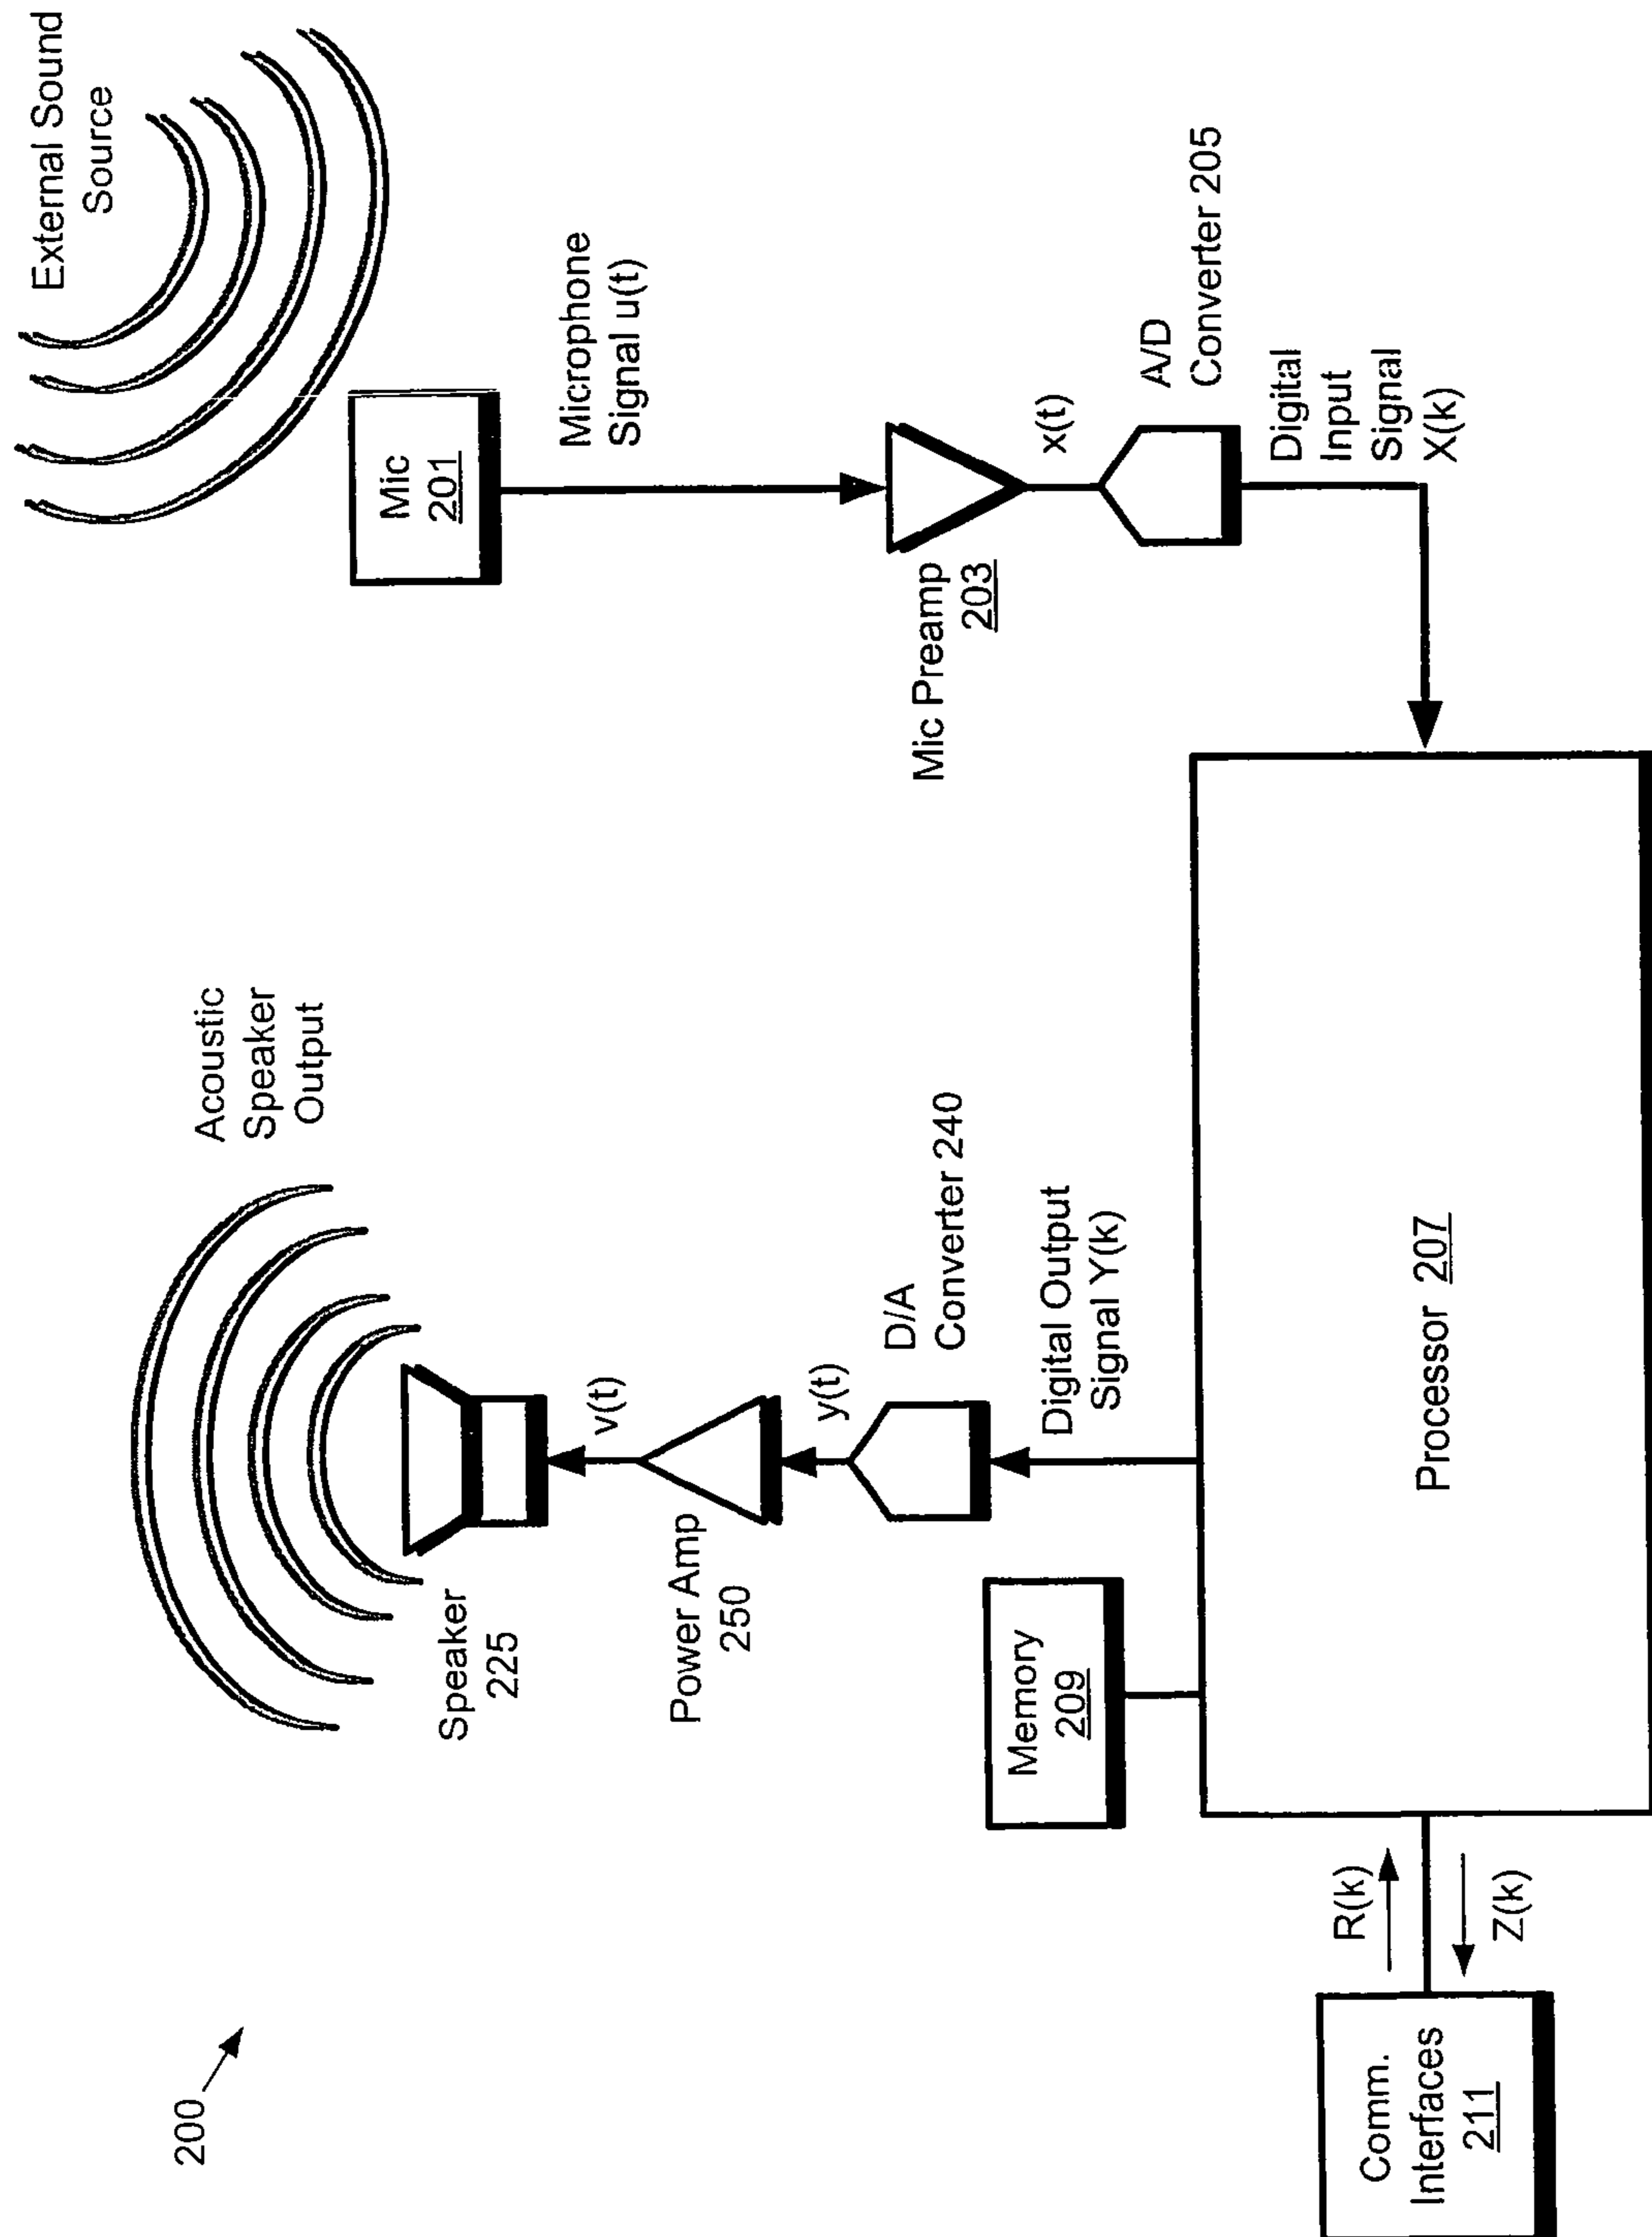 200
Acoustic
Speaker
Output
External Sound
Source
Speaker
225
v(t)
Power Amp
250
y(t)
D/A
Converter 240
Digital Output
Signal Y(k)
Memory
209
Mic
201
Microphone
Signal u(t)
Mic Preamp
203
x(t)
A/D
Converter 205
Digital
Input
Signal
X(k)
Processor 207
R(k)
Z(k)
Comm.
Interfaces
211